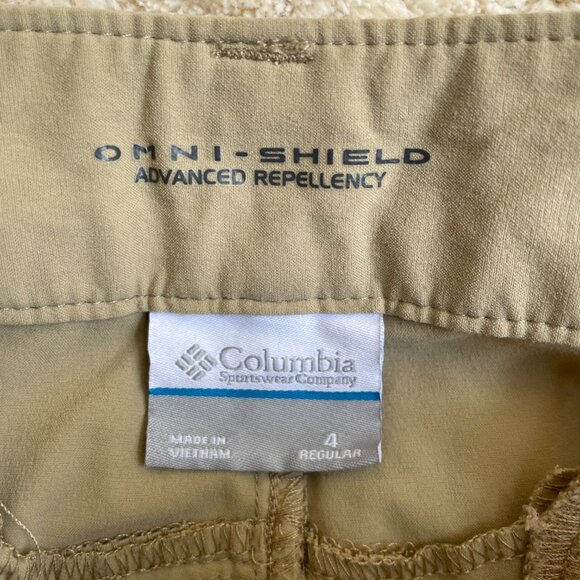 OMNI-SHIELD
ADVANCED REPELLENCY
Columbia
Sportswear Company
MADE IN
VIETNAM
4
REGULAR